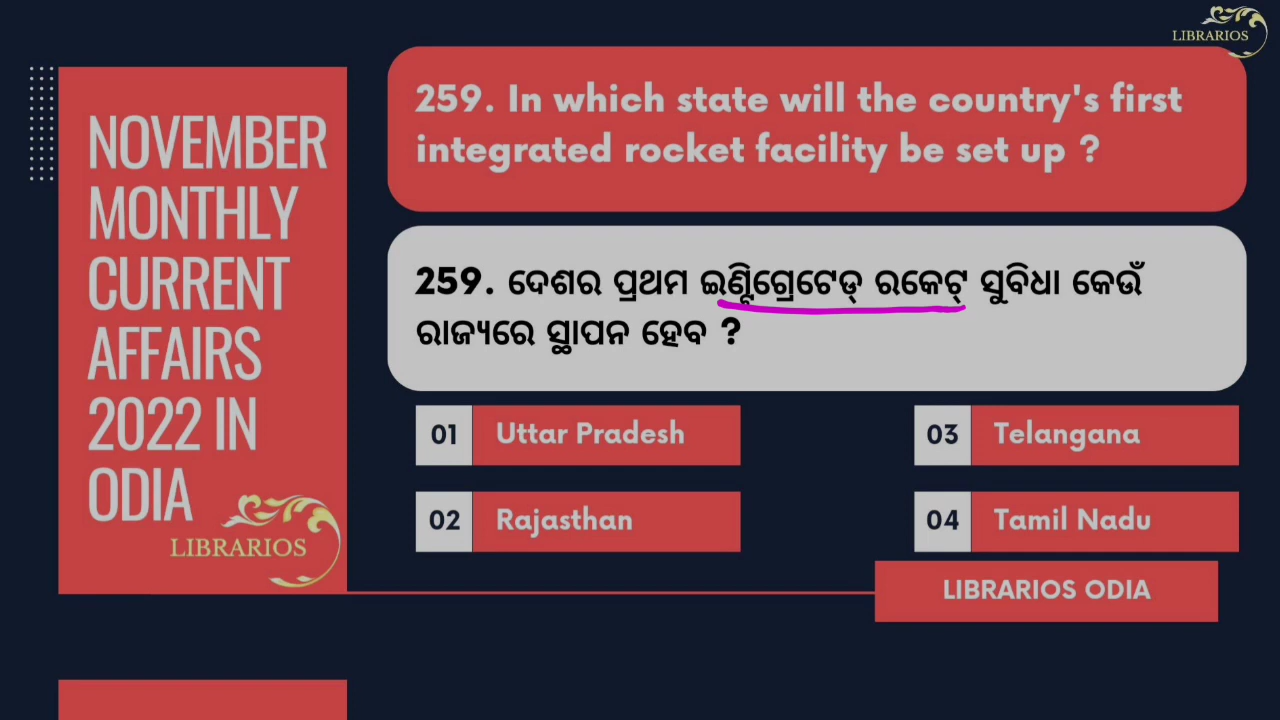 LIBRARIOS
NOVEMBER
MONTHLY
CURRENT
AFFAIRS
2022 IN
ODIA
LIBRARIOS
259. In which state will the country's first
integrated rocket facility be set up ?
259. ଦେଶର ପ୍ରଥମ ଇଣ୍ଟିଗ୍ରେଟେଡ୍ ରକେଟ୍ ସୁବିଧା କେଉଁ
ରାଜ୍ୟରେ ସ୍ଥାପନ ହେବ ?
01 Uttar Pradesh
02 Rajasthan
03 Telangana
04 Tamil Nadu
LIBRARIOS ODIA